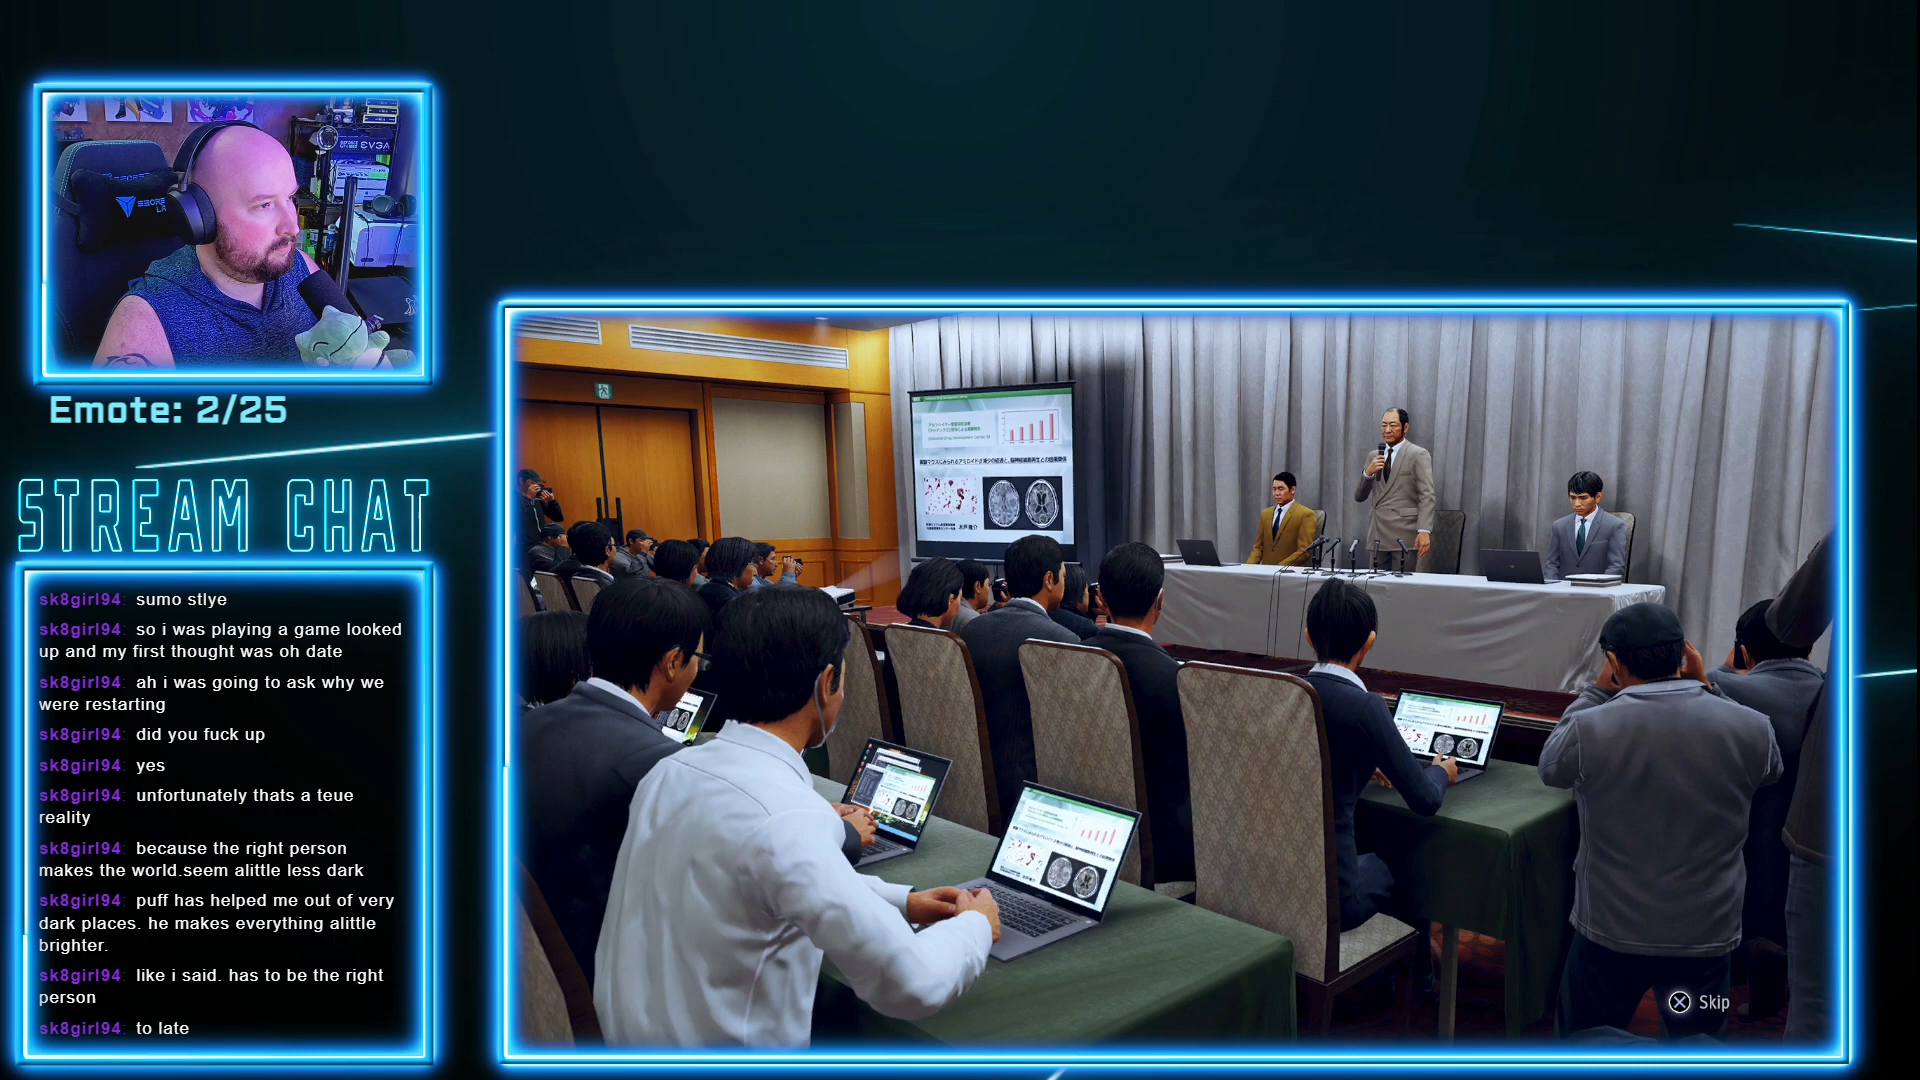 EVGA
SECRET
Emote: 2/25
STREAM CHAT
sk8girl94: sumo stlye
sk8girl94: so i was playing a game looked
up and my first thought was oh date
sk8girl94: ah i was going to ask why we
were restarting
sk8girl94: did you fuck up
sk8girl94: yes
sk8girl94: unfortunately thats a teue
reality
sk8girl94: because the right person
makes the world.seem alittle less dark
sk8girl94: puff has helped me out of very
dark places. he makes everything alittle
brighter.
sk8girl94: like i said. has to be the right
person
sk8girl94: to late
Skip